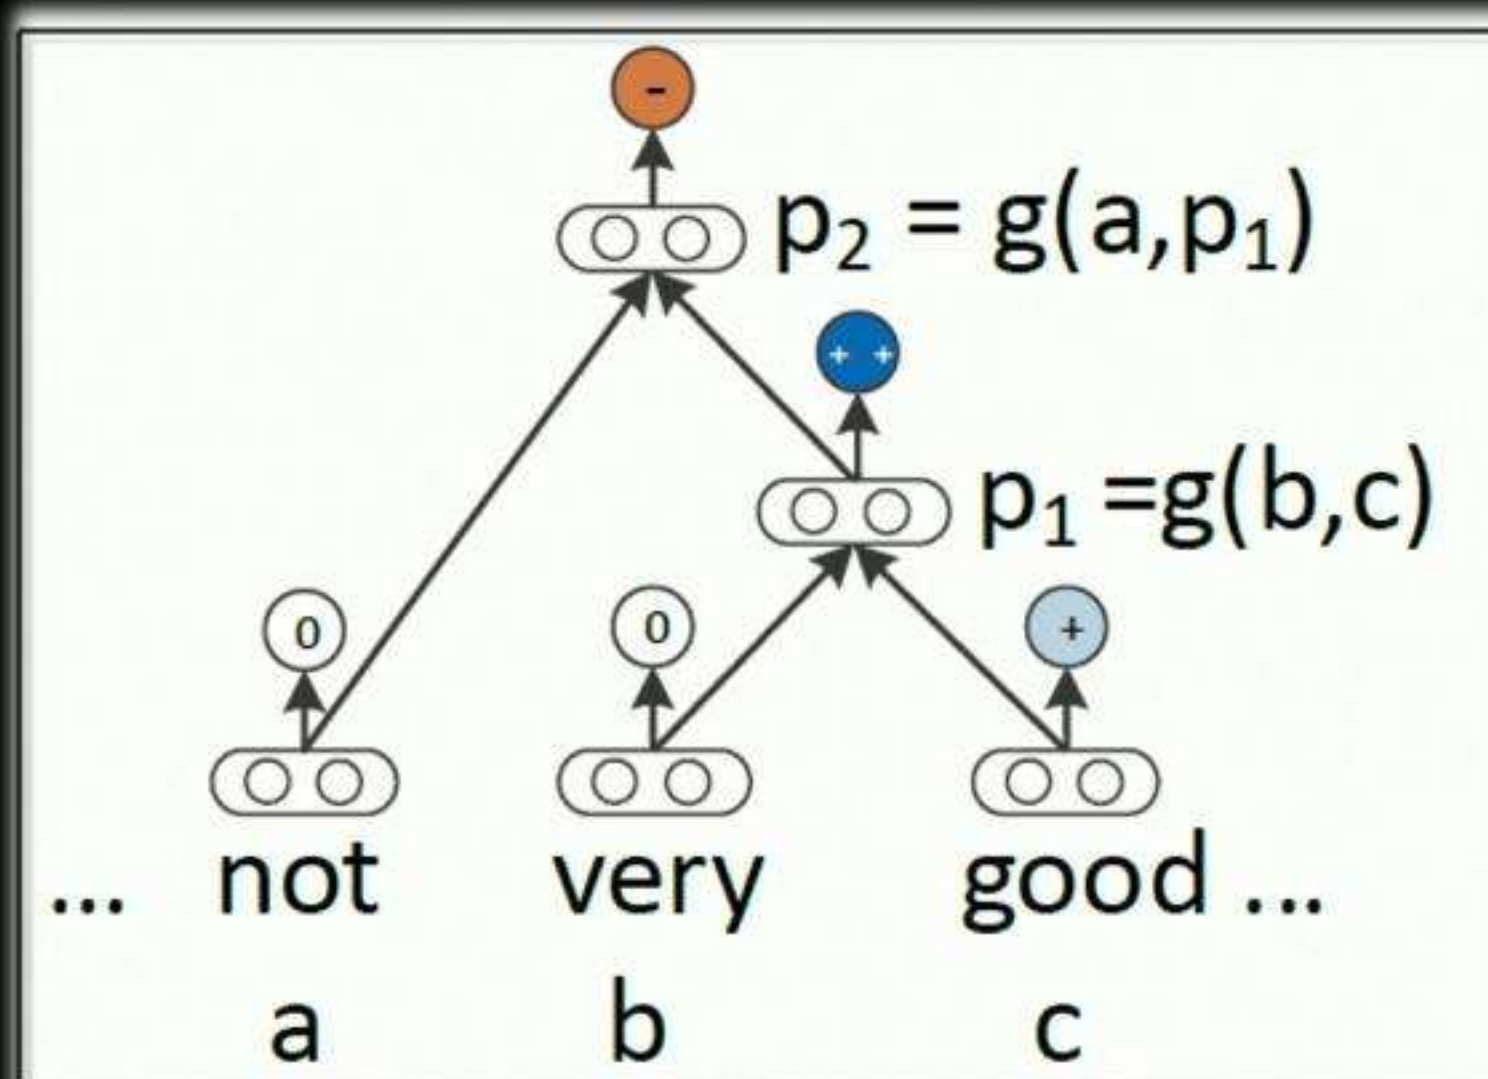 -
p₂ = g(a,p₁)
+ +
p₁ =g(b,c)
0 0 +
... not very good ...
a b c